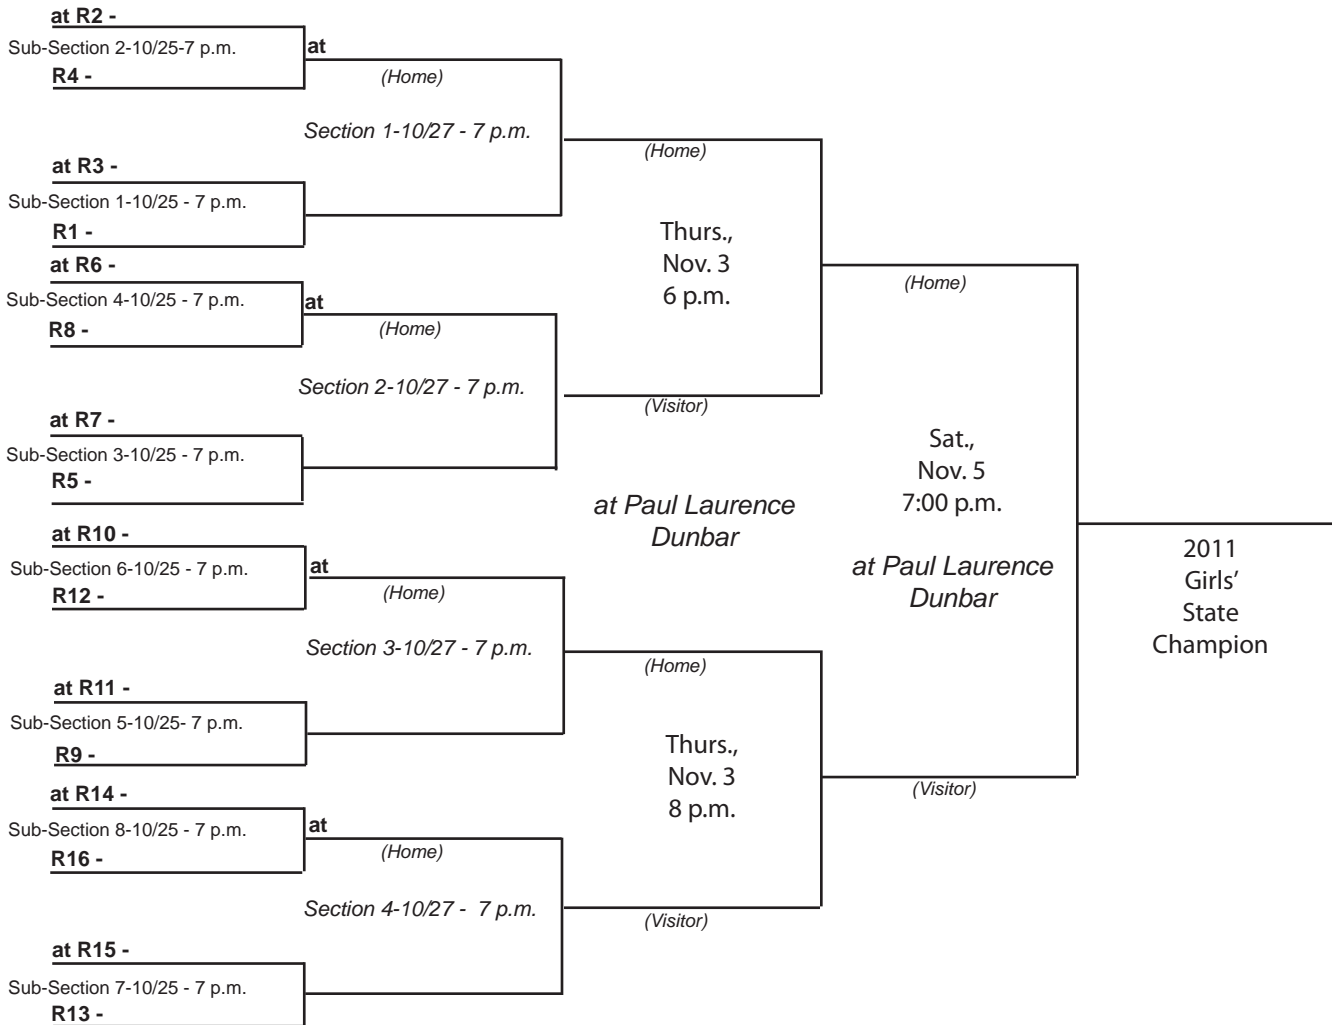 at R2 -
Sub-Section 2-10/25-7 p.m.
R4 -
at
(Home)
Section 1-10/27 - 7 p.m.
at R3 -
Sub-Section 1-10/25 - 7 p.m.
R1 -
(Home)
Thurs.,
Nov. 3
6 p.m.
at R6 -
Sub-Section 4-10/25 - 7 p.m.
R8 -
at
(Home)
Section 2-10/27 - 7 p.m.
at R7 -
Sub-Section 3-10/25 - 7 p.m.
R5 -
(Visitor)
at Paul Laurence
Dunbar
(Home)
Sat.,
Nov. 5
7:00 p.m.
at Paul Laurence
Dunbar
2011
Girls’
State
Champion
at R10 -
Sub-Section 6-10/25 - 7 p.m.
R12 -
at
(Home)
Section 3-10/27 - 7 p.m.
at R11 -
Sub-Section 5-10/25- 7 p.m.
R9 -
(Home)
Thurs.,
Nov. 3
8 p.m.
(Visitor)
at R14 -
Sub-Section 8-10/25 - 7 p.m.
R16 -
at
(Home)
Section 4-10/27 -  7 p.m.
at R15 -
Sub-Section 7-10/25 - 7 p.m.
R13 -
(Visitor)